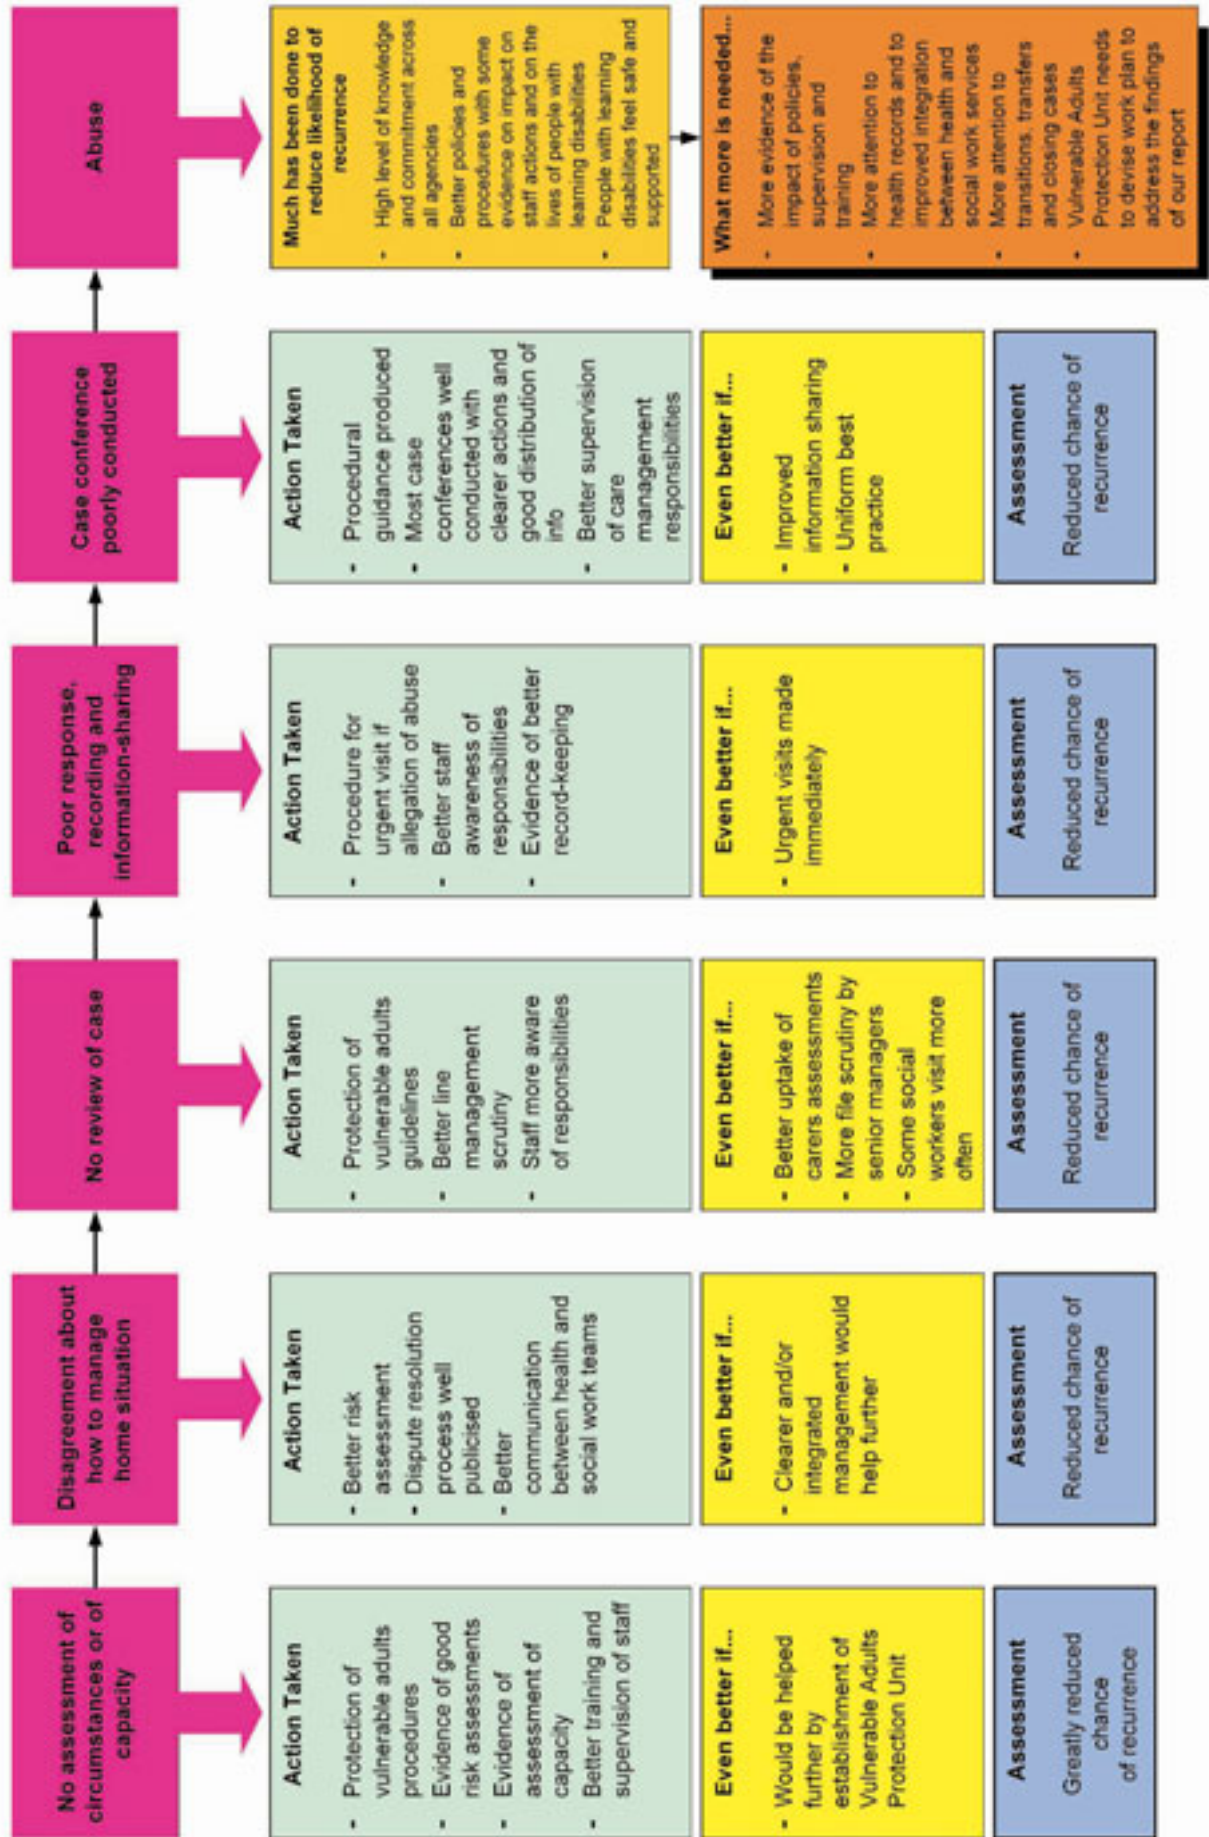 No assessment of
circumstances or of
capacity
Action Taken
- Protection of
vulnerable adults
procedures
- Evidence of good
risk assessments
- Evidence of
assessment of
capacity
- Better training and
supervision of staff
Even better if...
- Would be helped
further by
establishment of
Vulnerable Adults
Protection Unit
Assessment
Greatly reduced
chance
of recurrence
Disagreement about
how to manage
home situation
Action Taken
- Better risk
assessment
- Dispute resolution
process well
publicised
- Better
communication
between health and
social work teams
Even better if...
- Clearer and/or
integrated
management would
help further
Assessment
Reduced chance of
recurrence
No review of case
Action Taken
- Protection of
vulnerable adults
guidelines
- Better line
management
scrutiny
- Staff more aware
of responsibilities
Even better if...
- Better uptake of
carers assessments
- More file scrutiny by
senior managers
- Some social
workers visit more
often
Assessment
Reduced chance of
recurrence
Poor response,
recording and
information-sharing
Action Taken
- Procedure for
urgent visit if
allegation of abuse
- Better staff
awareness of
responsibilities
- Evidence of better
record-keeping
Even better if...
- Urgent visits made
immediately
Assessment
Reduced chance of
recurrence
Case conference
poorly conducted
Action Taken
- Procedural
guidance produced
- Most case
conferences well
conducted with
clearer actions and
good distribution of
info
- Better supervision
of care
management
responsibilities
Even better if...
- Improved
information sharing
- Uniform best
practice
Assessment
Reduced chance of
recurrence
Abuse
Much has been done to
reduce likelihood of
recurrence
- High level of knowledge
and commitment across
all agencies
- Better policies and
procedures with some
evidence on impact on
staff actions and on the
lives of people with
learning disabilities
- People with learning
disabilities feel safe and
supported
What more is needed...
- More evidence of the
impact of policies,
supervision and
training
- More attention to
health records and to
improved integration
between health and
social work services
- More attention to
transitions, transfers
and closing cases
- Vulnerable Adults
Protection Unit needs
to devise work plan to
address the findings
of our report